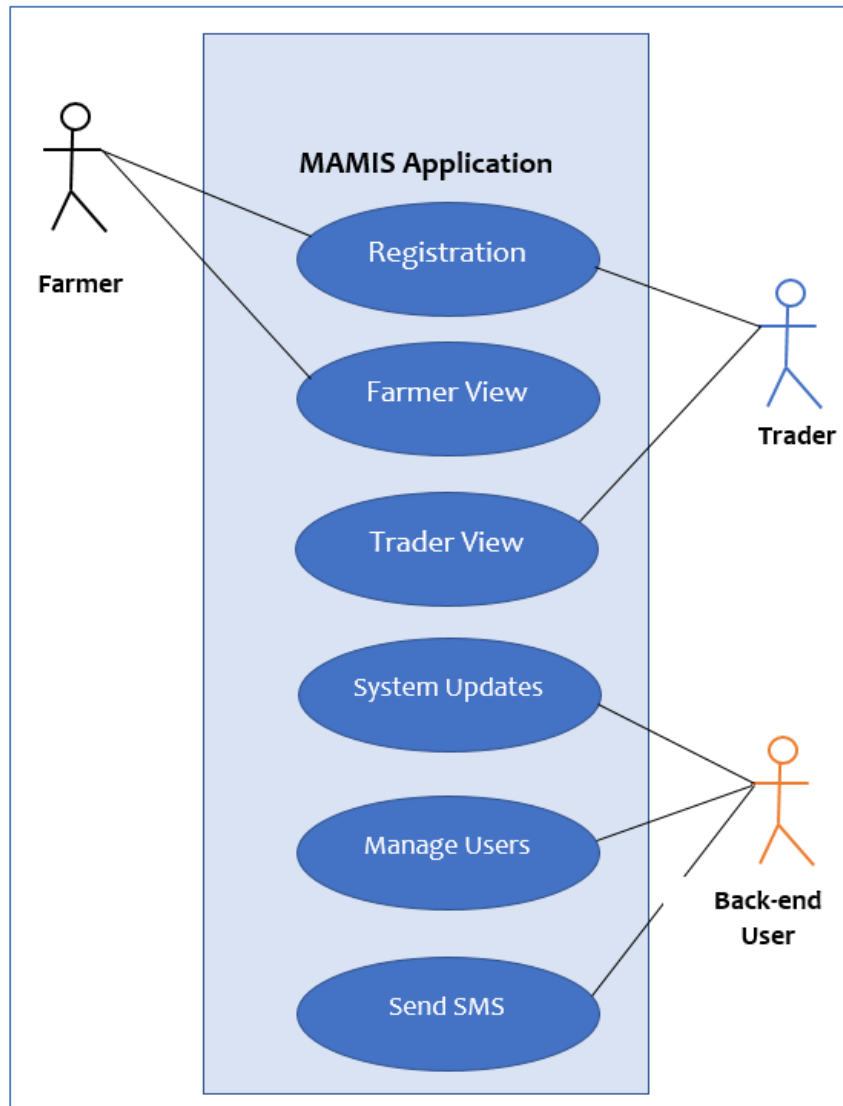 MAMIS Application
Registration
Farmer
Farmer View
Trader
Trader View
System Updates
Manage Users
Back-end
User
Send SMS